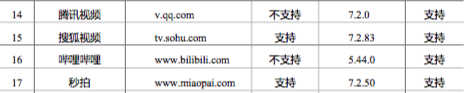 14 腾讯视频 v.qq.com 不支持 7.2.0 支持
15 搜狐视频 tv.sohu.com 支持 7.2.83 支持
16 哔哩哔哩 www.bilibili.com 不支持 5.44.0 支持
17 秒拍 www.miaopai.com 支持 7.2.50 支持